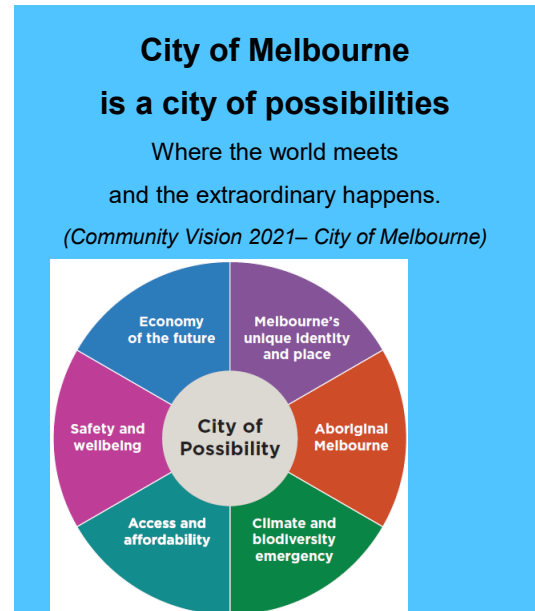 City of Melbourne
is a city of possibilities
Where the world meets
and the extraordinary happens.
(Community Vision 2021– City of Melbourne)
Economy
of the future
Melbourne’s
unique identity
and place
Safety and
wellbeing
City of
Possibility
Aboriginal
Melbourne
Access and
affordability
Climate and
biodiversity
emergency